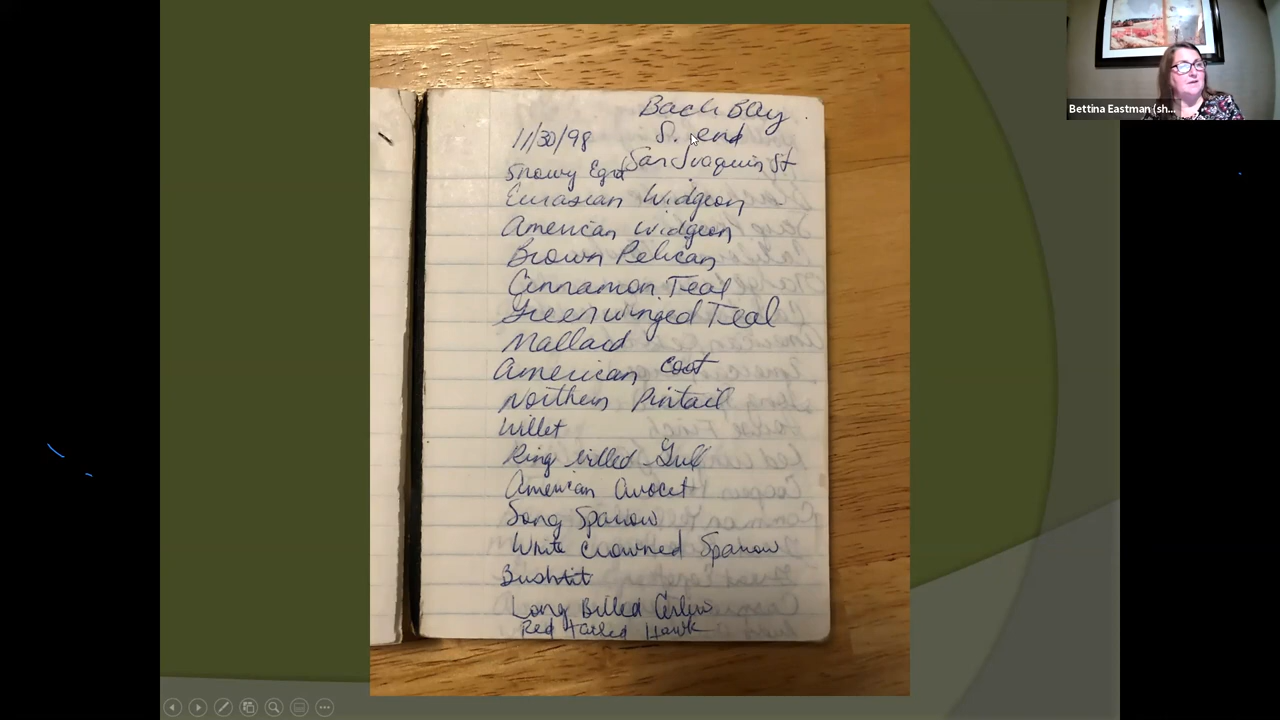 Back Bay
11/30/98 S. end
Snowy Egret San Joaquin St
Eurasian Widgeon
American Widgeon
Brown Pelican
Cinnamon Teal
Green winged Teal
Mallard
American Coot
Northern Pintail
Willet
Ring billed Gull
American Avocet
Song Sparrow
White crowned Sparrow
Bushtit
Long Billed Curlew
Red tailed Hawk
Bettina Eastman (sh...